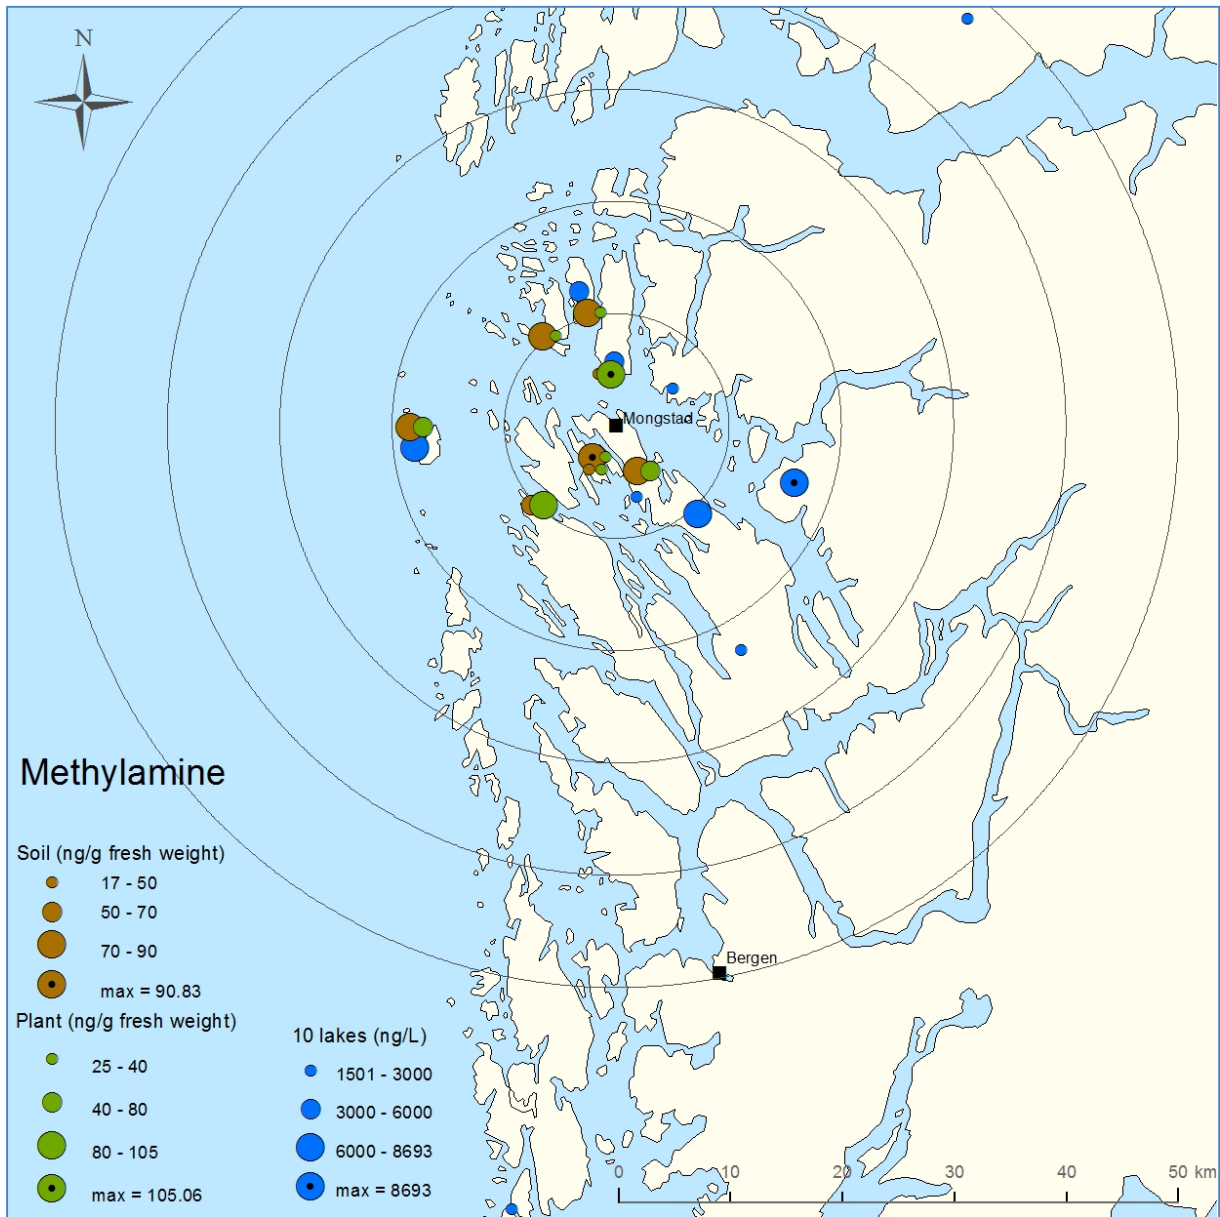 N
Mongstad
Methylamine
Soil (ng/g fresh weight)
17 - 50
50 - 70
70 - 90
max = 90.83
Plant (ng/g fresh weight)
25 - 40
40 - 80
80 - 105
max = 105.06
10 lakes (ng/L)
1501 - 3000
3000 - 6000
6000 - 8693
max = 8693
Bergen
0 10 20 30 40 50 km